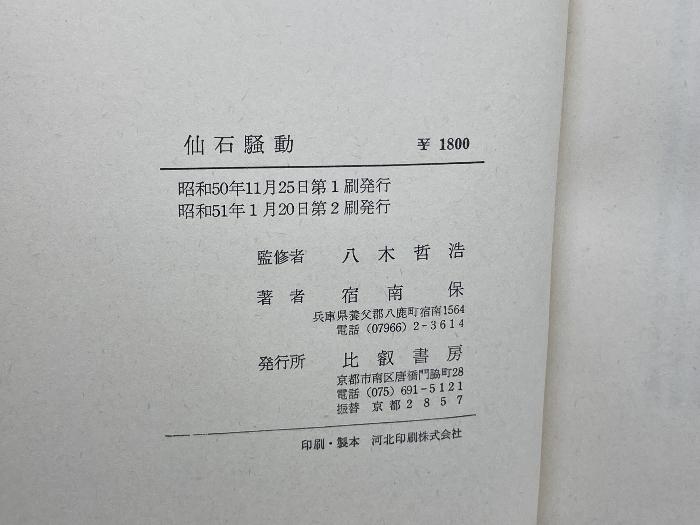 仙石騒動 ¥ 1800
昭和50年11月25日第1刷発行
昭和51年1月20日第2刷発行
監修者 八木哲浩
著者 宿南保
兵庫県養父郡八鹿町宿南1564
電話 (07966) 2-3614
発行所 比叡書房
京都市南区唐橋門脇町28
電話 (075) 691-5121
振替 京都2857
印刷・製本 河北印刷株式会社